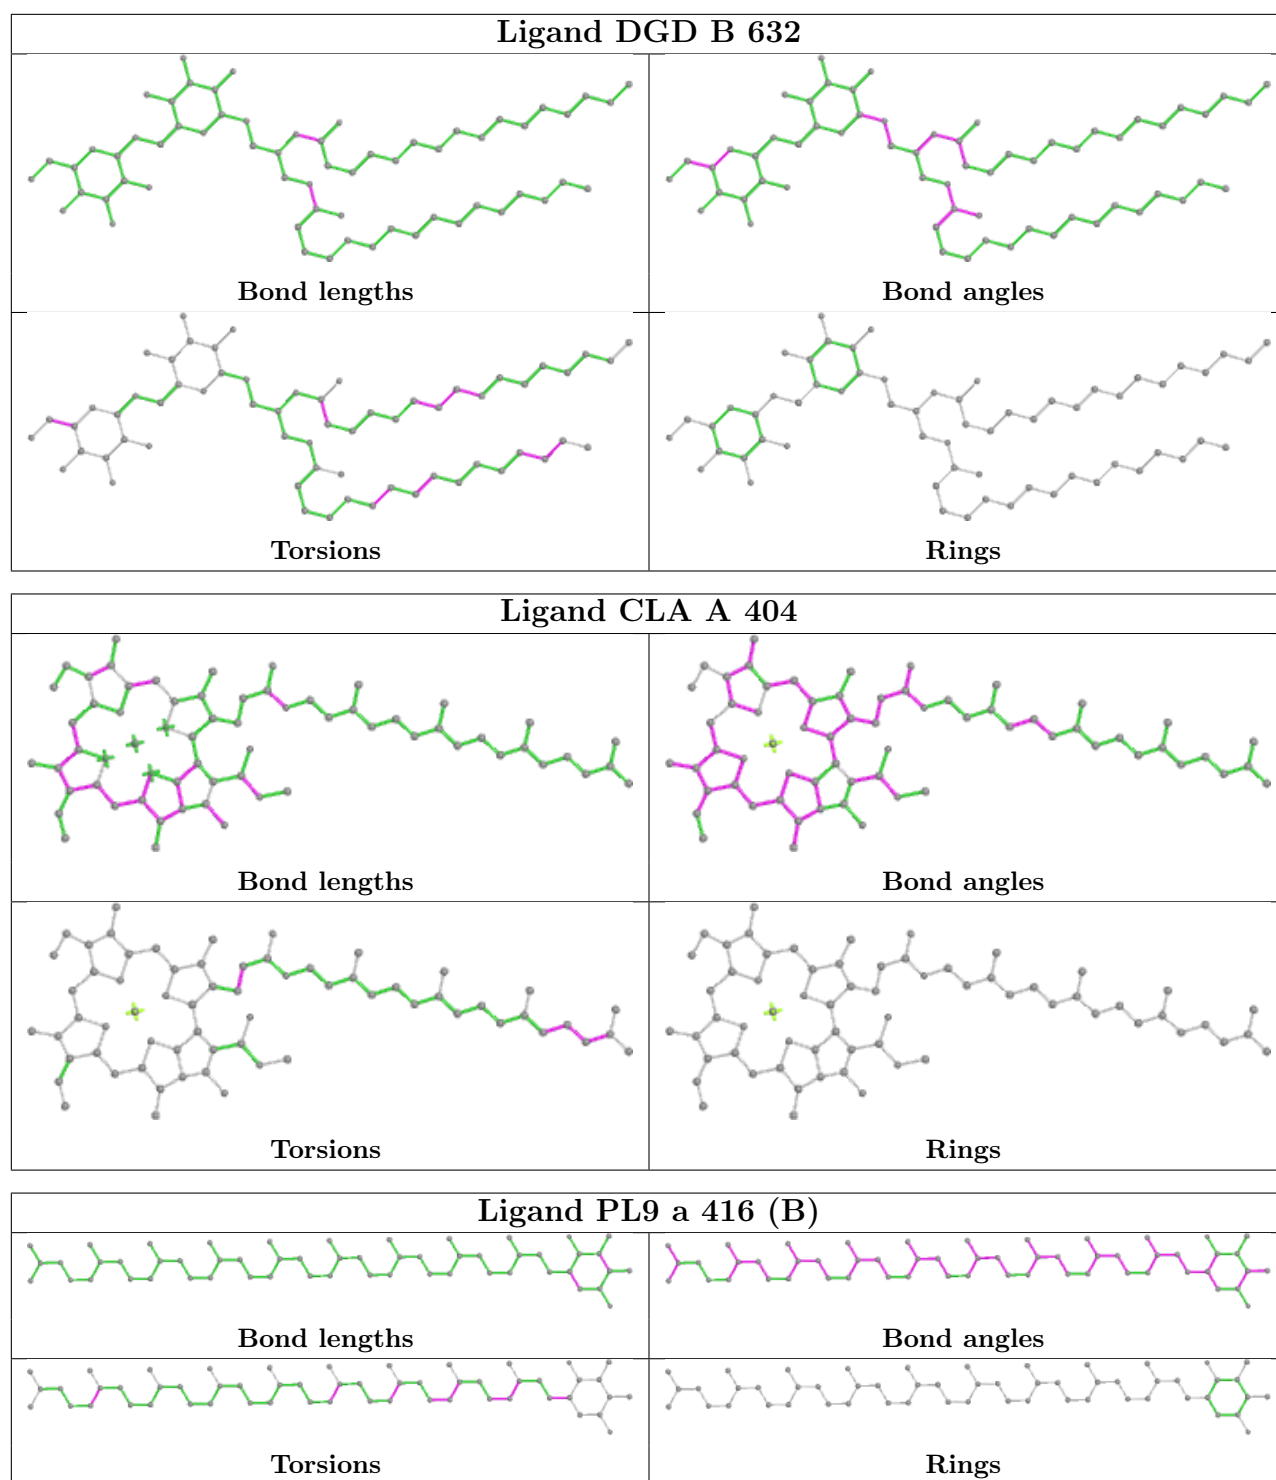 Ligand DGD B 632
Bond lengths
Bond angles
Torsions
Rings
Ligand CLA A 404
Bond lengths
Bond angles
Torsions
Rings
Ligand PL9 a 416 (B)
Bond lengths
Bond angles
Torsions
Rings